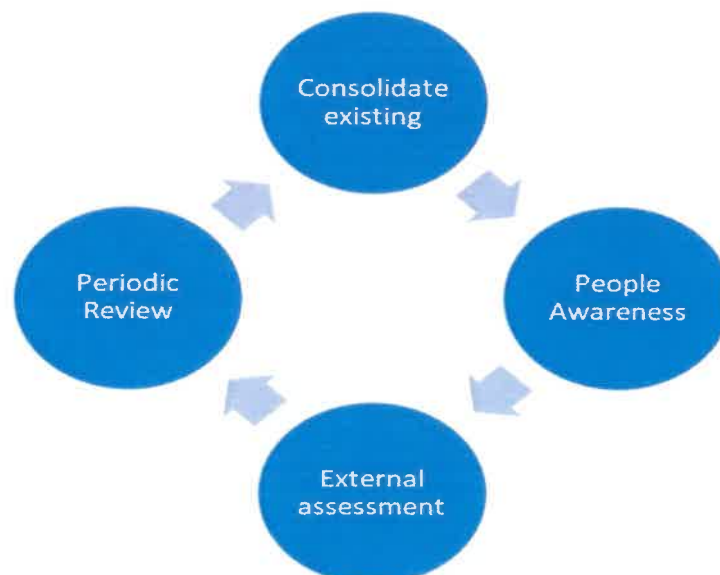 Consolidate
existing
People
Awareness
External
assessment
Periodic
Review